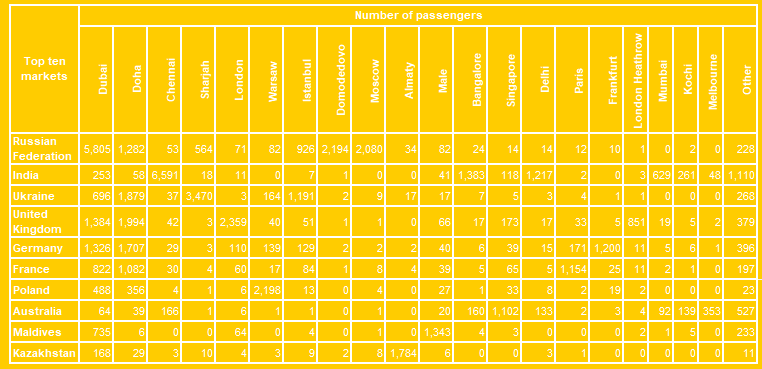 Number of passengers
Top ten
markets
Dubai
Doha
Chennai
Sharjah
London
Warsaw
Istanbul
Domodedovo
Moscow
Almaty
Male
Bangalore
Singapore
Delhi
Paris
Frankfurt
London Heathrow
Mumbai
Kochi
Melbourne
Other
Russian
Federation 5,805 1,282 53 564 71 82 926 2,194 2,080 34 82 24 14 14 12 10 1 0 2 0 228
India 253 58 6,591 18 11 0 7 1 0 0 41 1,383 118 1,217 2 0 3 629 261 48 1,110
Ukraine 696 1,879 37 3,470 3 164 1,191 2 9 17 17 7 5 3 4 1 1 0 0 0 268
United
Kingdom 1,384 1,994 42 3 2,359 40 51 1 1 0 66 17 173 17 33 5 851 19 5 2 379
Germany 1,326 1,707 29 3 110 139 129 2 2 2 40 6 39 15 171 1,200 11 5 6 1 396
France 822 1,082 30 4 60 17 84 1 8 4 39 5 65 5 1,154 25 11 2 1 0 197
Poland 488 356 4 1 6 2,198 13 0 4 0 27 1 33 8 2 19 2 0 0 0 23
Australia 64 39 166 1 6 1 1 0 1 0 20 160 1,102 133 2 3 4 92 139 353 527
Maldives 735 6 0 0 64 0 4 0 1 0 1,343 4 3 0 0 0 2 1 5 0 233
Kazakhstan 168 29 3 10 4 3 9 2 8 1,784 6 0 0 3 1 0 0 0 0 0 11